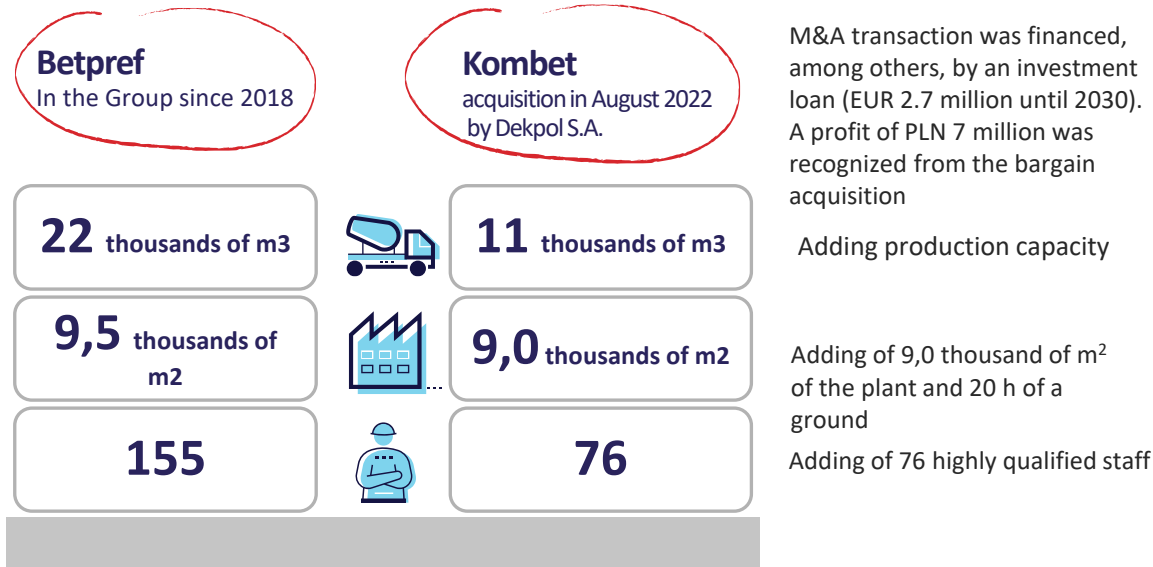 Betpref
In the Group since 2018
Kombet
acquisition in August 2022
by Dekpol S.A.
M&A transaction was financed,
among others, by an investment
loan (EUR 2.7 million until 2030).
A profit of PLN 7 million was
recognized from the bargain
acquisition
22 thousands of m3
11 thousands of m3
Adding production capacity
9,5 thousands of
m2
9,0 thousands of m2
Adding of 9,0 thousand of m²
of the plant and 20 h of a
ground
155
76
Adding of 76 highly qualified staff